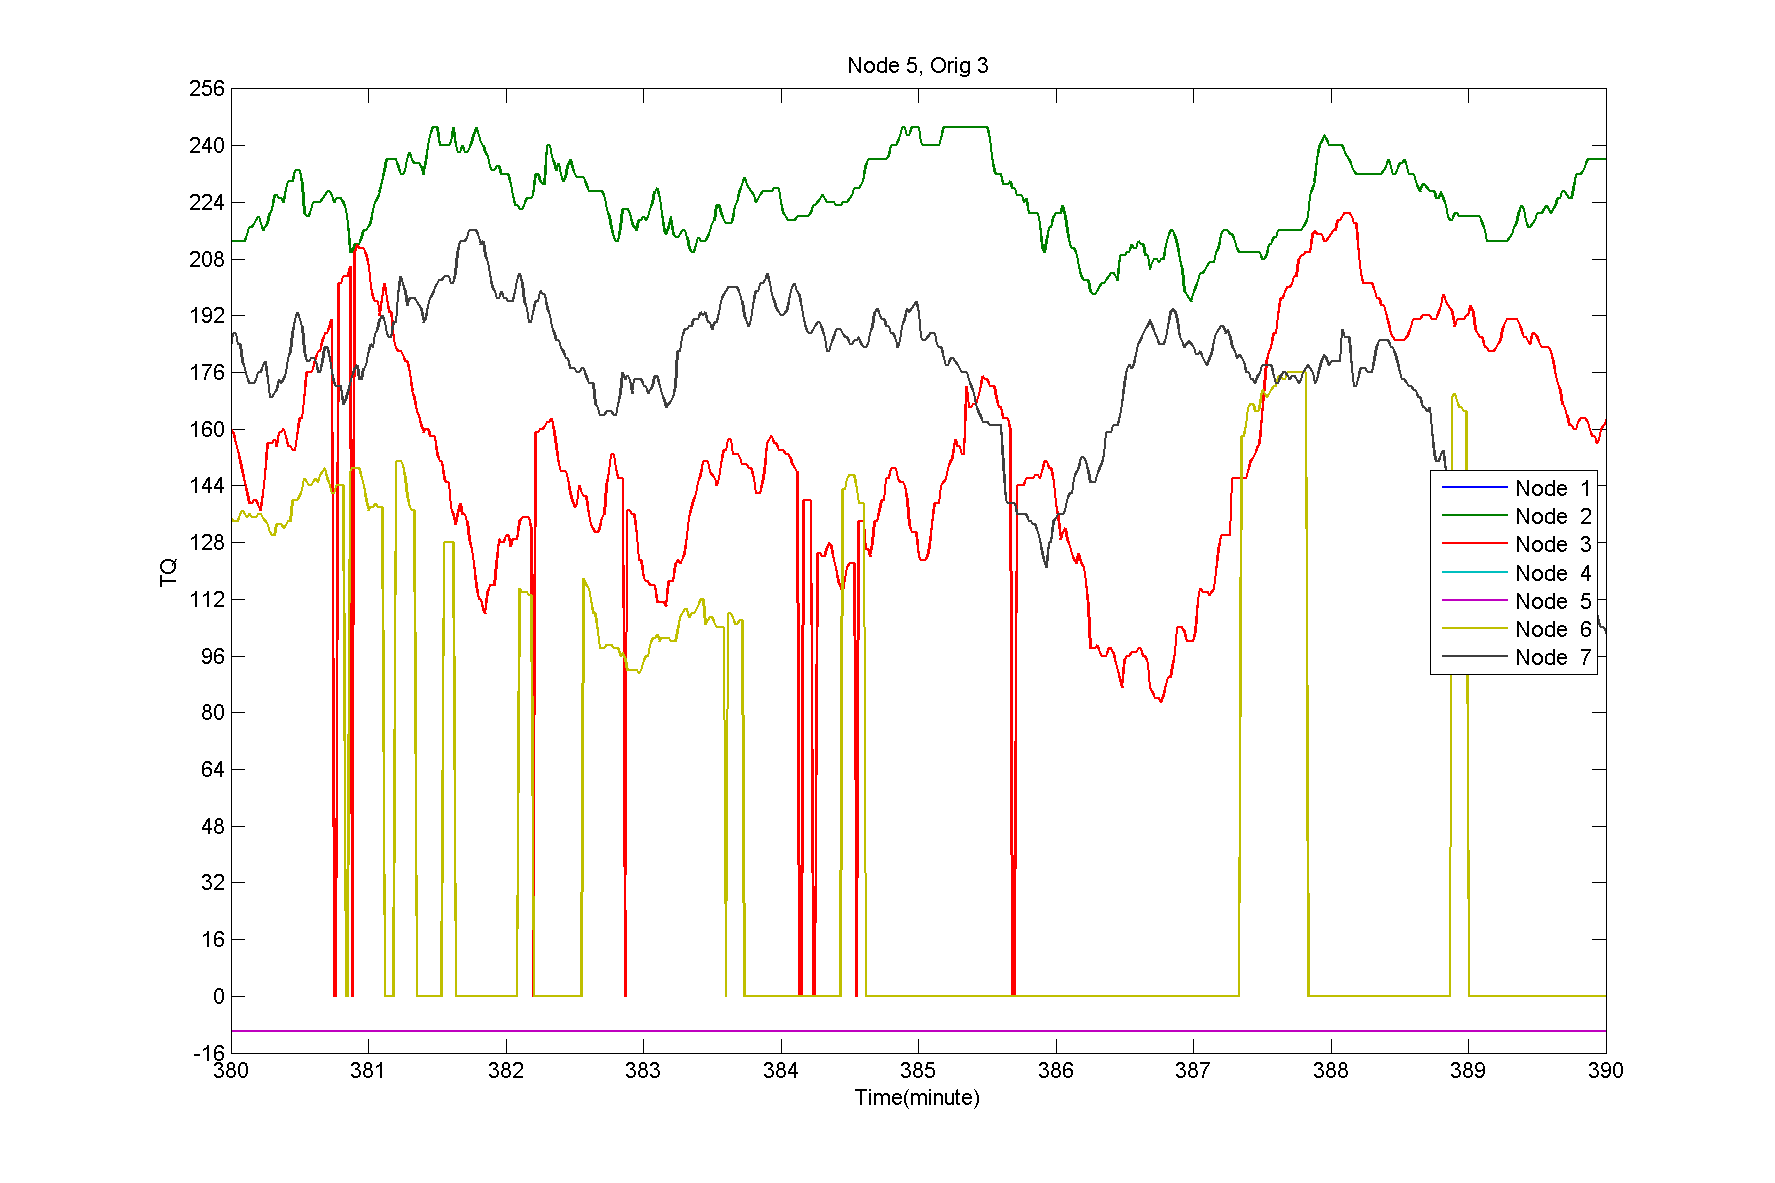 Node 5, Orig 3
256
240
224
208
192
176
160
144
128
112
96
80
64
48
32
16
0
-16
TQ
Node 1
Node 2
Node 3
Node 4
Node 5
Node 6
Node 7
380 381 382 383 384 385 386 387 388 389 390
Time(minute)